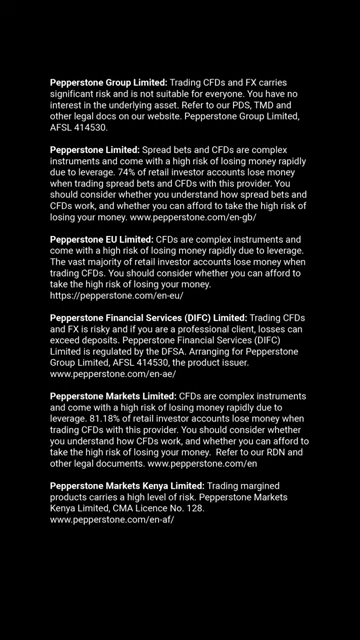 Pepperstone Group Limited: Trading CFDs and FX carries
significant risk and is not suitable for everyone. You have no
interest in the underlying asset. Refer to our PDS, TMD and
other legal docs on our website. Pepperstone Group Limited,
AFSL 414530.
Pepperstone Limited: Spread bets and CFDs are complex
instruments and come with a high risk of losing money rapidly
due to leverage. 74% of retail investor accounts lose money
when trading spread bets and CFDs with this provider. You
should consider whether you understand how spread bets and
CFDs work, and whether you can afford to take the high risk of
losing your money. www.pepperstone.com/en-gb/
Pepperstone EU Limited: CFDs are complex instruments and
come with a high risk of losing money rapidly due to leverage.
The vast majority of retail investor accounts lose money when
trading CFDs. You should consider whether you can afford to
take the high risk of losing your money.
https://pepperstone.com/en-eu/
Pepperstone Financial Services (DIFC) Limited: Trading CFDs
and FX is risky and if you are a professional client, losses can
exceed deposits. Pepperstone Financial Services (DIFC)
Limited is regulated by the DFSA. Arranging for Pepperstone
Group Limited, AFSL 414530, the product issuer.
www.pepperstone.com/en-ae/
Pepperstone Markets Limited: CFDs are complex instruments
and come with a high risk of losing money rapidly due to
leverage. 81.18% of retail investor accounts lose money when
trading CFDs with this provider. You should consider whether
you understand how CFDs work, and whether you can afford to
take the high risk of losing your money. Refer to our RDN and
other legal documents. www.pepperstone.com/en
Pepperstone Markets Kenya Limited: Trading margined
products carries a high level of risk. Pepperstone Markets
Kenya Limited, CMA Licence No. 128.
www.pepperstone.com/en-af/